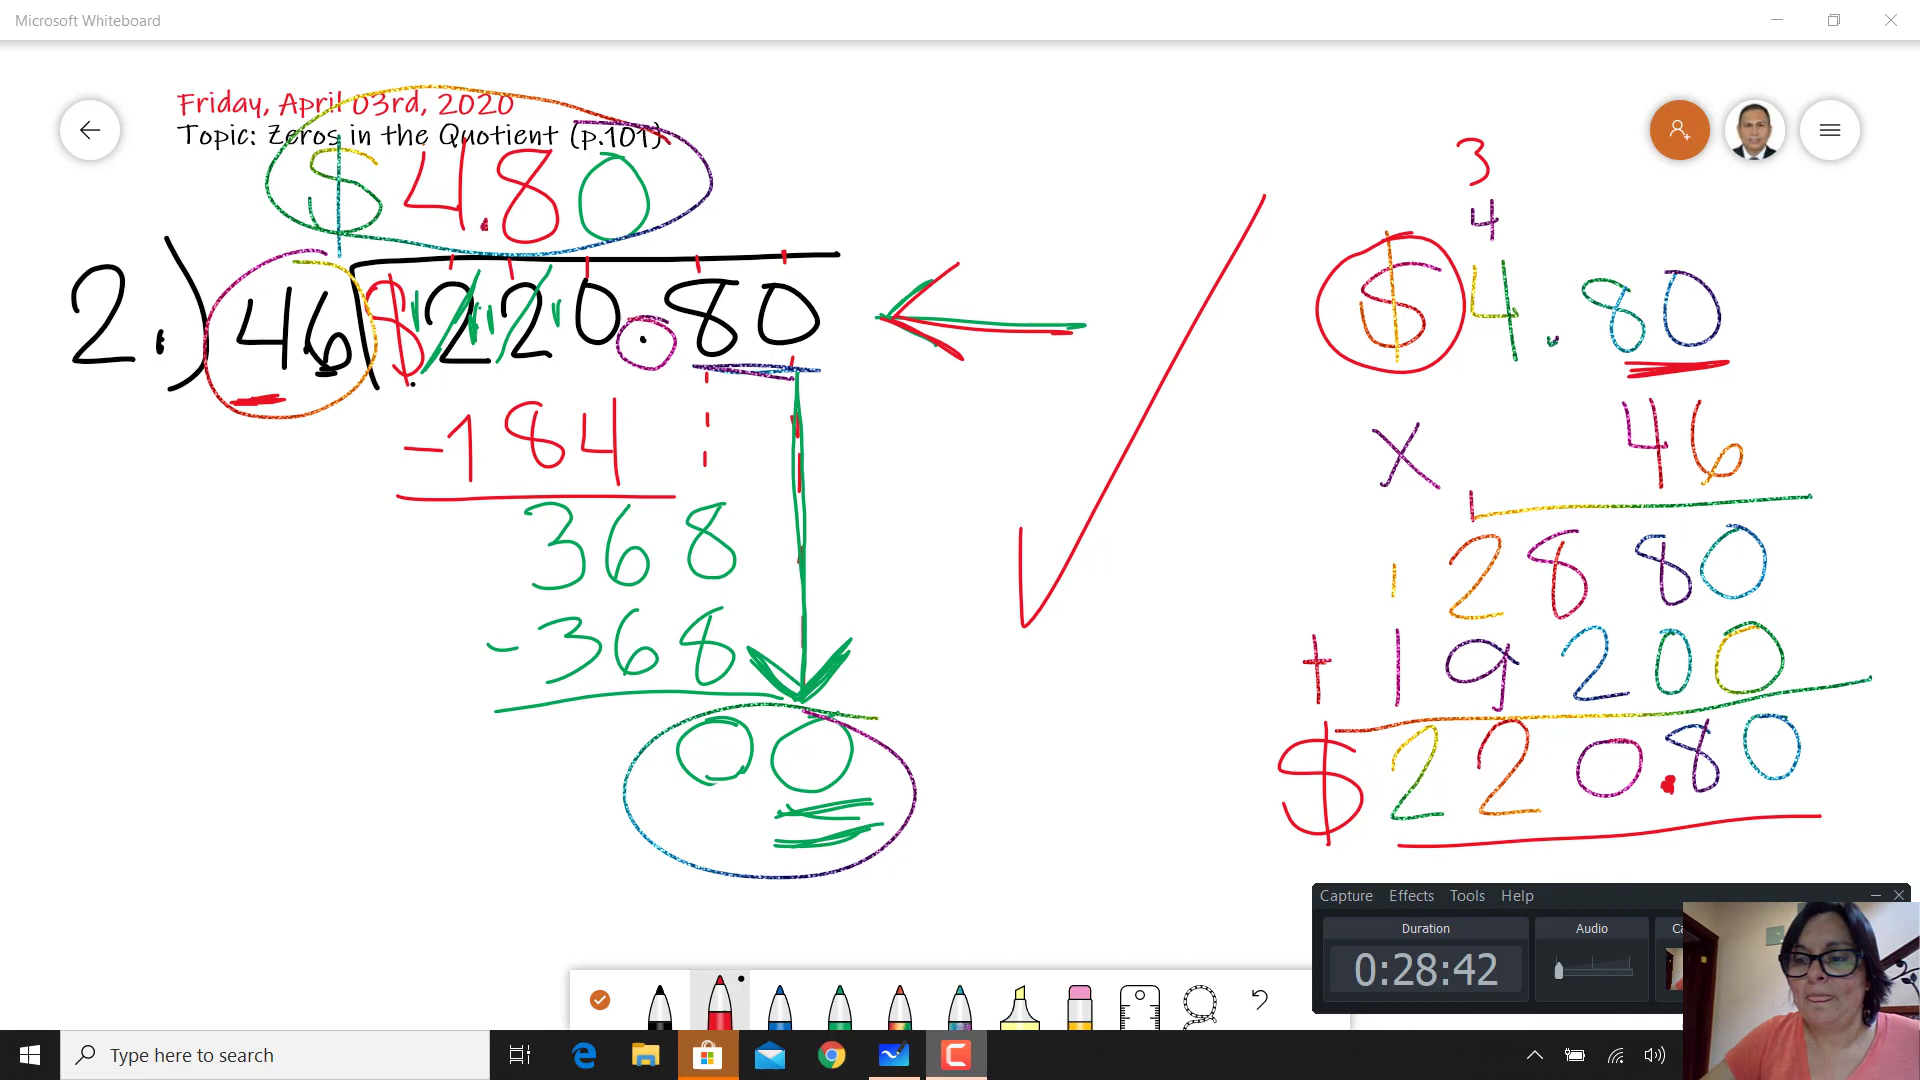 Microsoft Whiteboard
Friday, April 03rd, 2020
Topic: Zeros in the Quotient (p.101)
$4.80
2.) 46 $220.80
-184
368
-368
00
3
4
$4.80
x 46
12880
+19200
$220.80
Capture Effects Tools Help
Duration
Audio
0:28:42
Type here to search